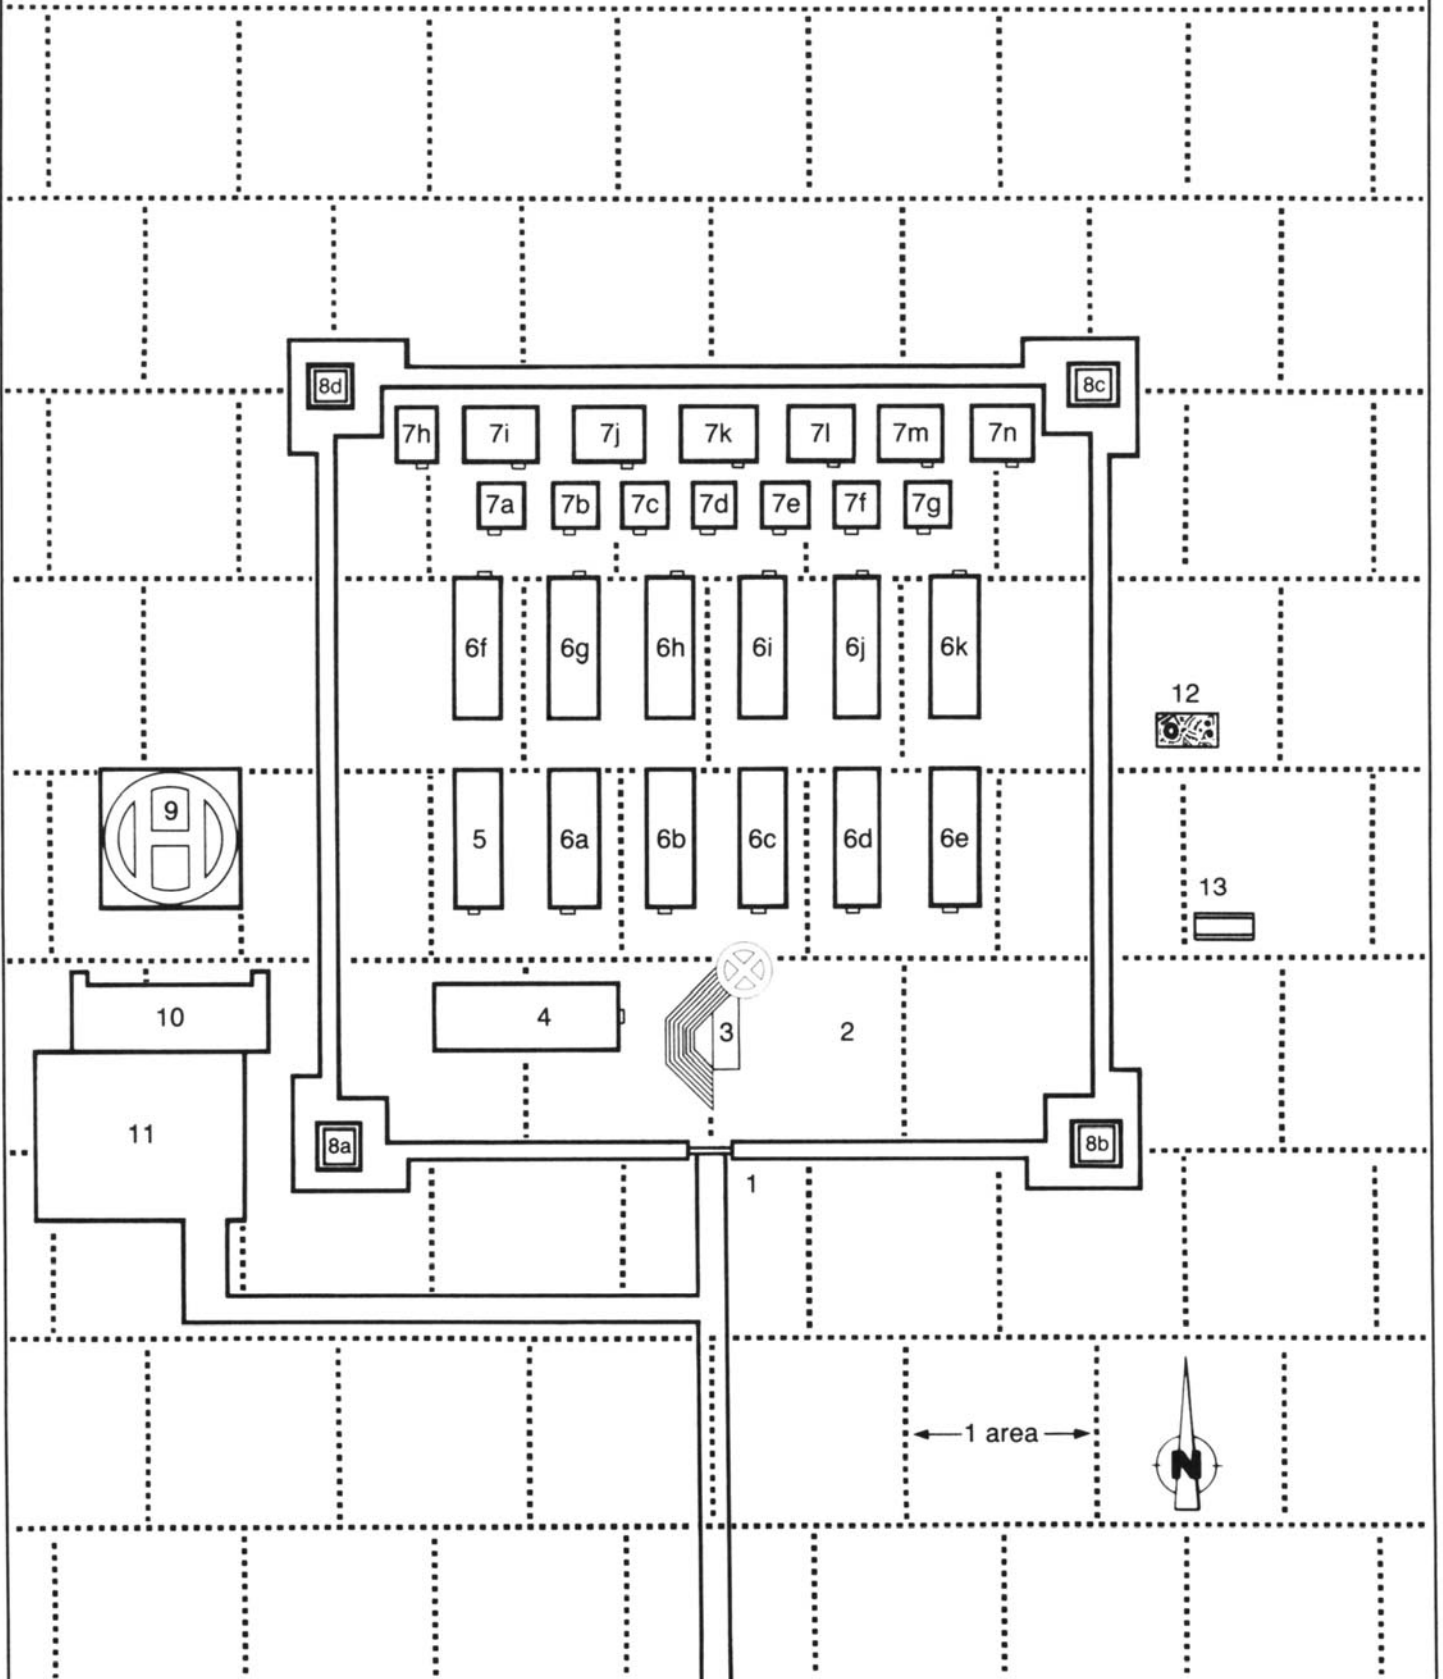 8d 8c
7h 7i 7j 7k 7l 7m 7n
7a 7b 7c 7d 7e 7f 7g
6f 6g 6h 6i 6j 6k
12
9
5 6a 6b 6c 6d 6e
13
10 4 3 2
11
8a 8b
1
1 area
N